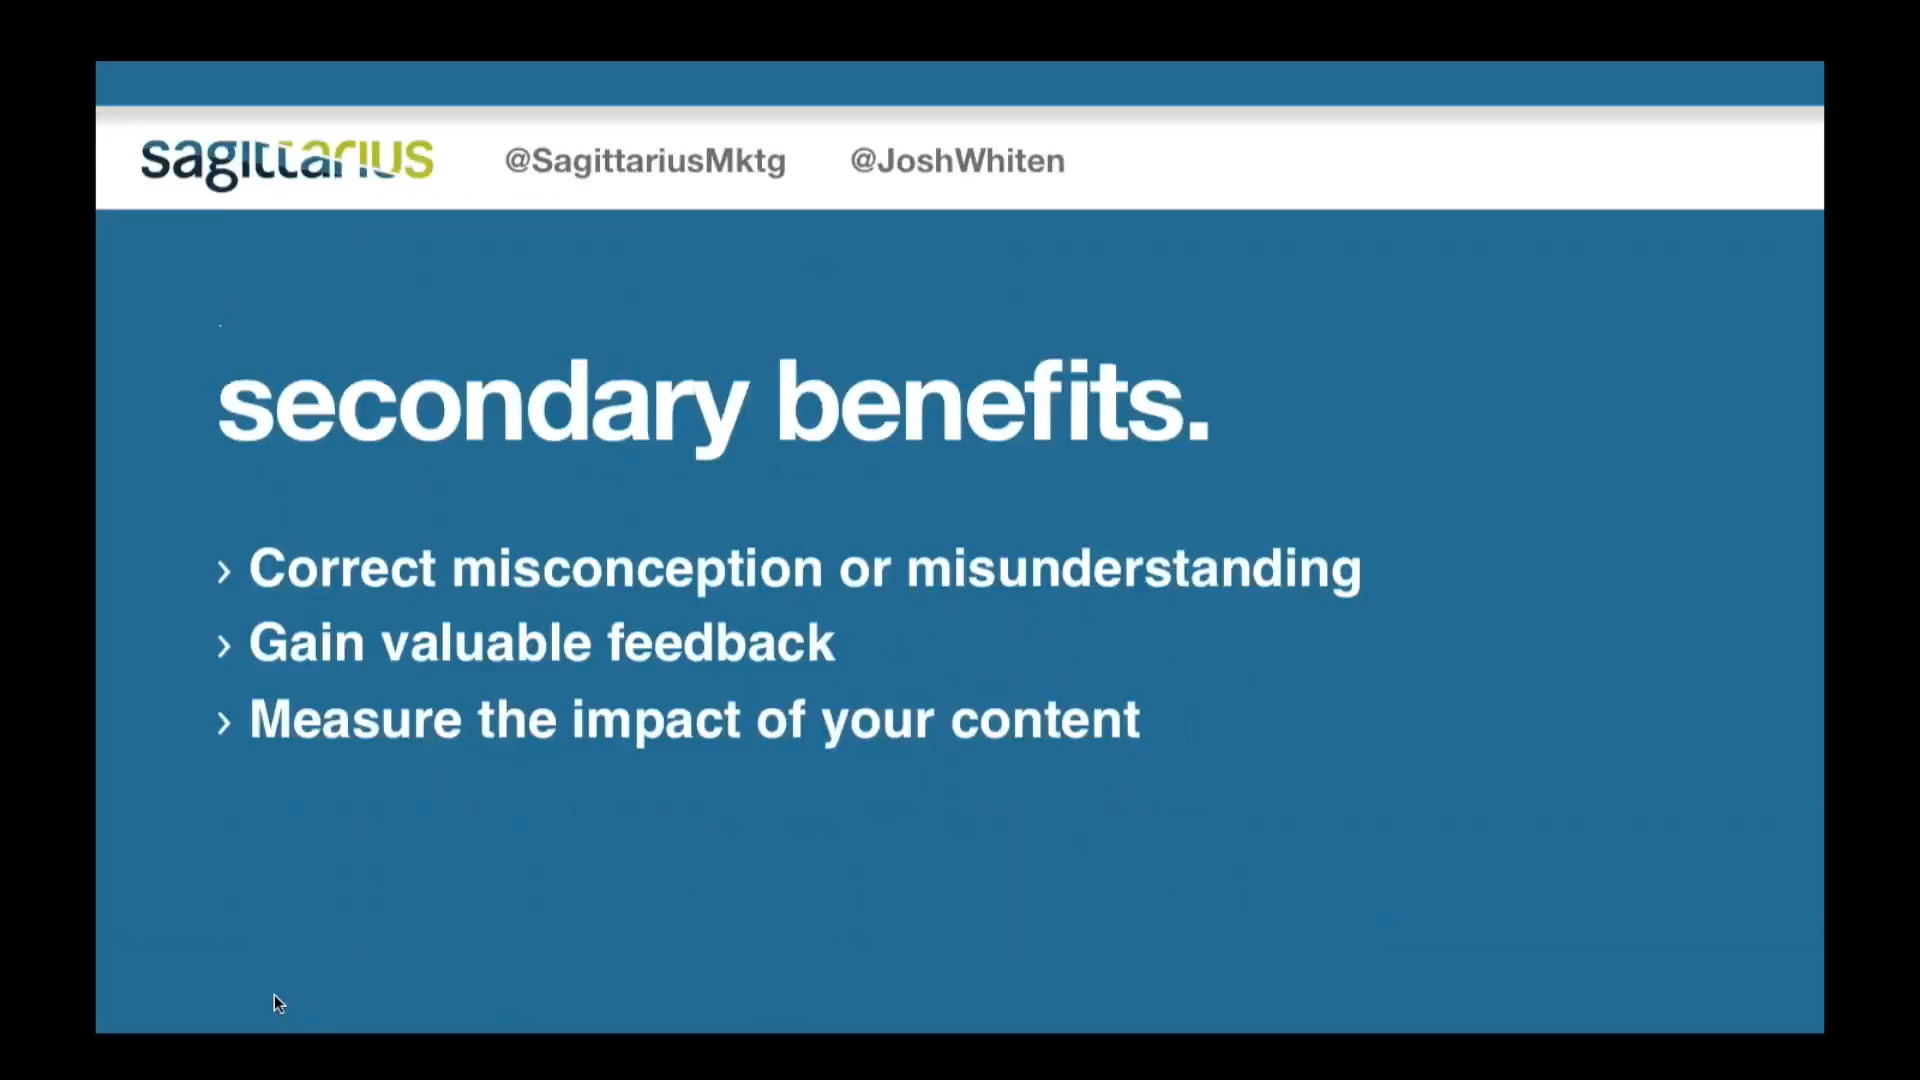 sagittarius @SagittariusMktg @JoshWhiten
secondary benefits.
› Correct misconception or misunderstanding
› Gain valuable feedback
› Measure the impact of your content